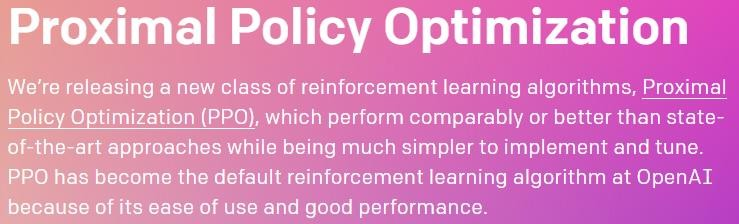 Proximal Policy Optimization
We’re releasing a new class of reinforcement learning algorithms, Proximal
Policy Optimization (PPO), which perform comparably or better than state-
of-the-art approaches while being much simpler to implement and tune.
PPO has become the default reinforcement learning algorithm at OpenAI
because of its ease of use and good performance.